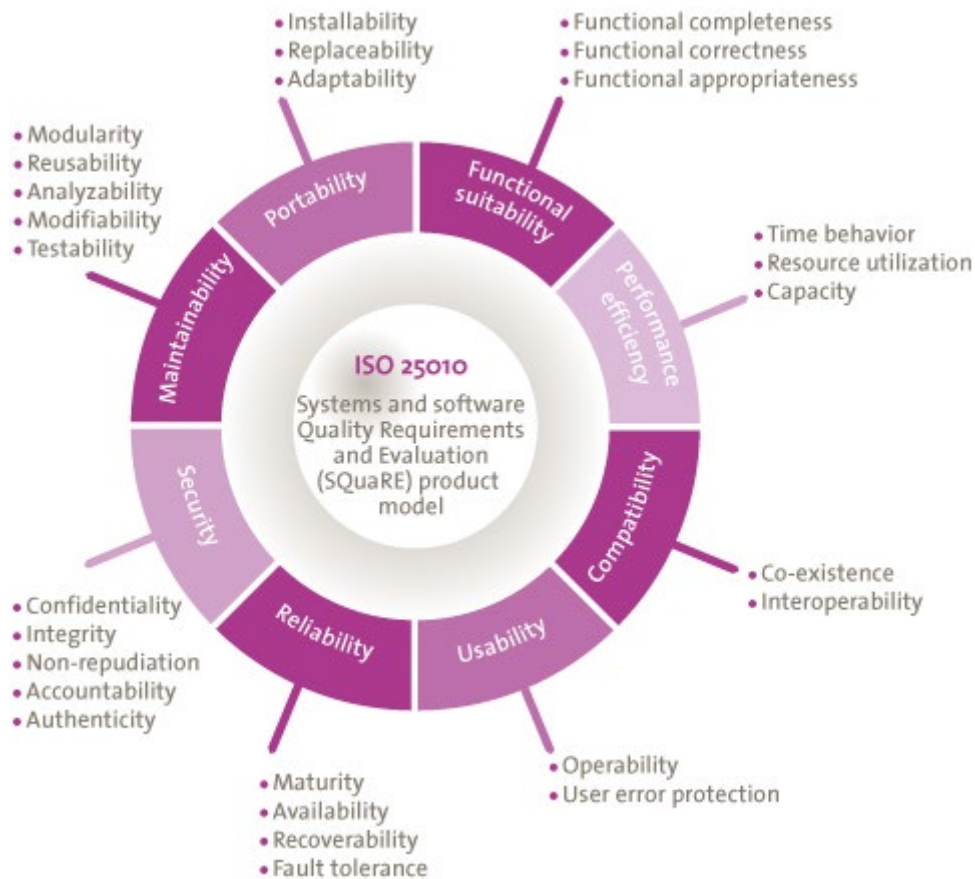 • Installability
• Replaceability
• Adaptability
• Functional completeness
• Functional correctness
• Functional appropriateness
• Modularity
• Reusability
• Analyzability
• Modifiability
• Testability
Portability
Functional
suitability
• Time behavior
• Resource utilization
• Capacity
Maintainability
Performance
efficiency
ISO 25010
Systems and software
Quality Requirements
and Evaluation
(SQuaRE) product
model
Security
Compatibility
• Co-existence
• Interoperability
• Confidentiality
• Integrity
• Non-repudiation
• Accountability
• Authenticity
Reliability
Usability
• Maturity
• Availability
• Recoverability
• Fault tolerance
• Operability
• User error protection